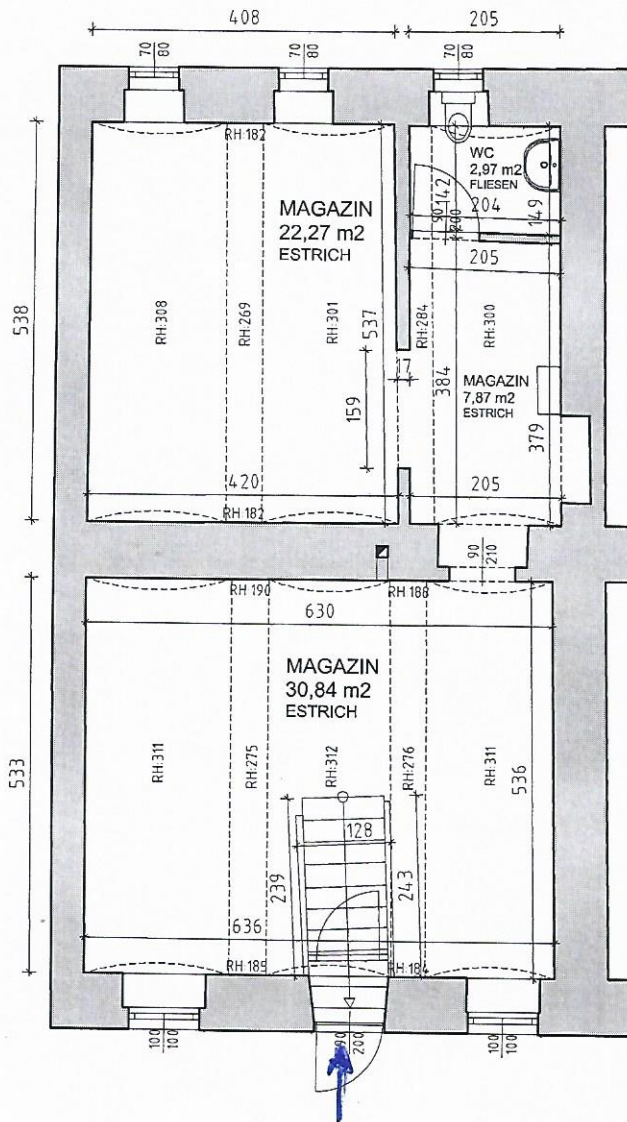 408
205
70
80
70
80
70
80
RH:182
MAGAZIN
22,27 m2
ESTRICH
WC
2,97 m2
FLIESEN
142
90
200
204
149
205
538
RH:308
RH:269
RH:301
537
RH:284
RH:300
17
384
159
MAGAZIN
7,87 m2
ESTRICH
379
420
205
RH 182
90
210
RH 190
RH 188
630
MAGAZIN
30,84 m2
ESTRICH
533
RH:311
RH:275
RH:312
RH:276
RH:311
536
128
239
243
636
RH:185
RH:184
100
100
90
200
100
100